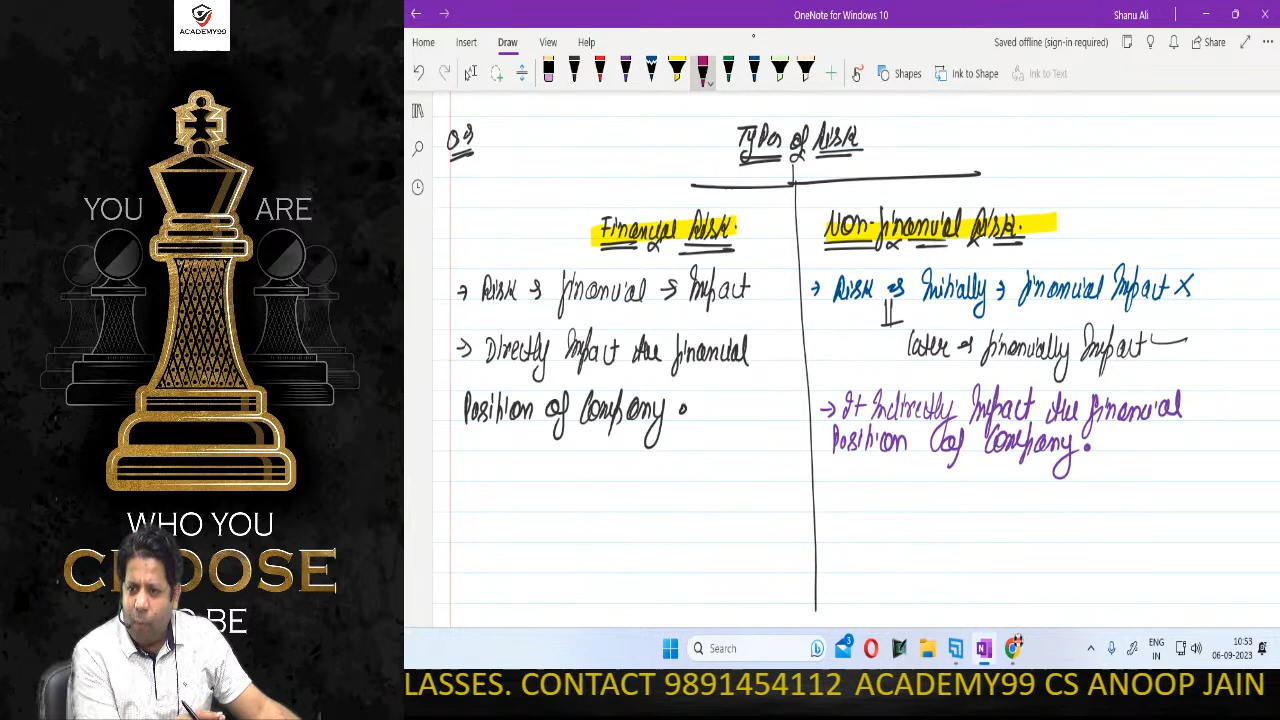 ACADEMY99
YOU ARE
WHO YOU
CHOOSE
TO BE
OneNote for Windows 10
Shanu Ali
Home Insert Draw View Help
Saved offline (sign-in required)
Share
Shapes
Ink to Shape
Ink to Text
Types of Risk
Financial Risk.
→ Risk → financial → Impact
→ Directly Impact the financial
Position of Company.
Non-financial Risk.
→ Risk → Initially → financial Impact X
Later → financially Impact
→ It Indirectly Impact the financial
Position of Company.
Search
3
ENG
IN
10:53
06-09-2023
LASSES. CONTACT 9891454112 ACADEMY99 CS ANOOP JAIN